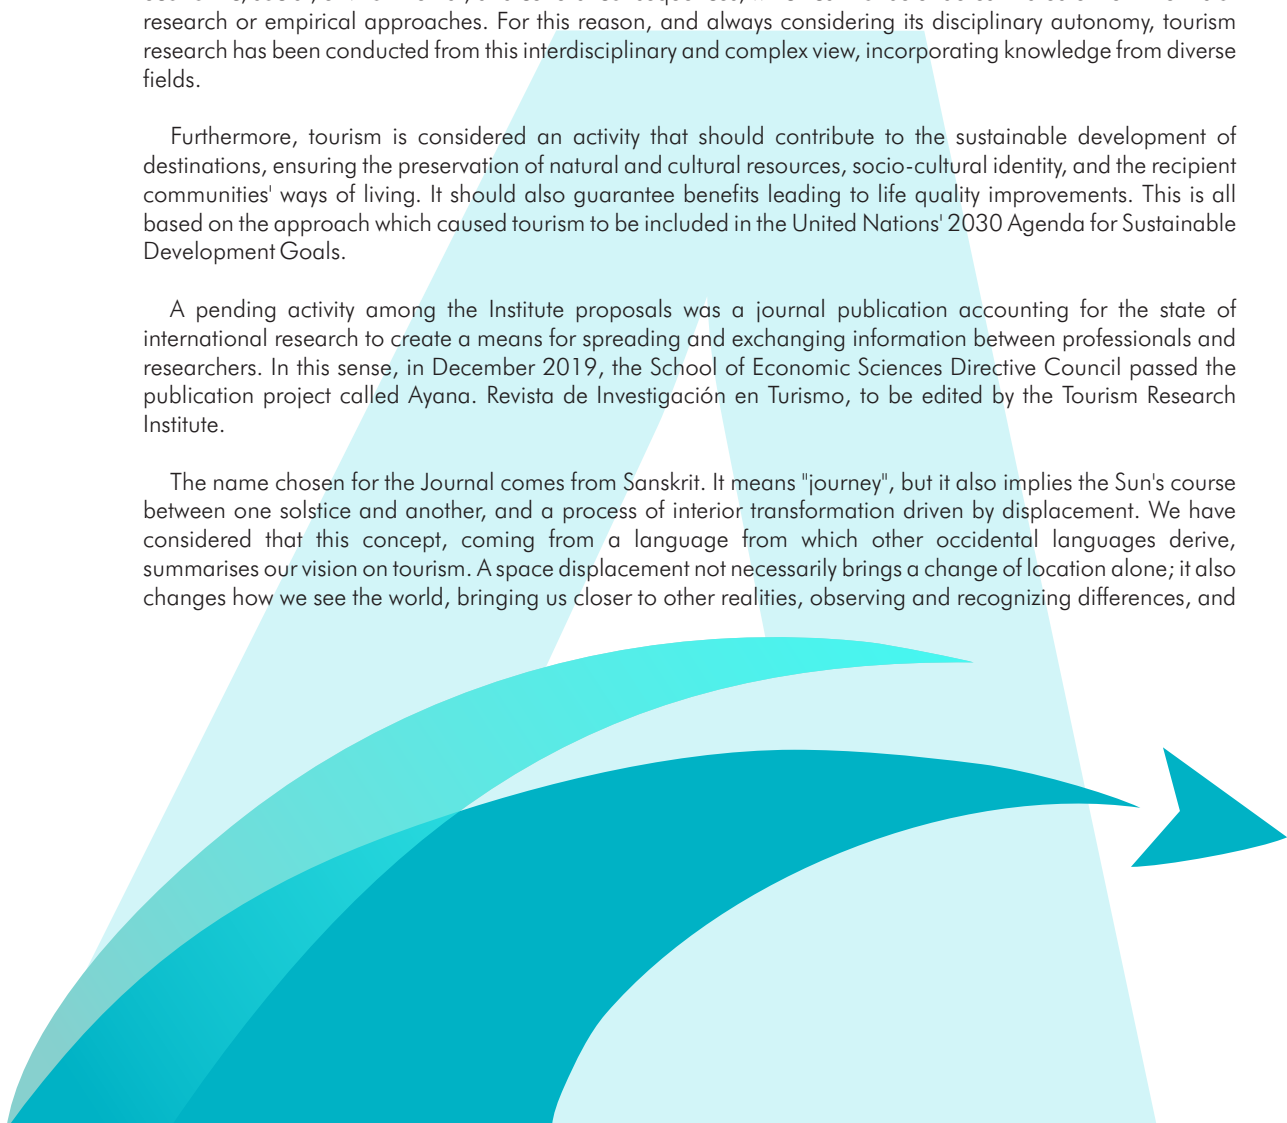 research or empirical approaches. For this reason, and always considering its disciplinary autonomy, tourism
research has been conducted from this interdisciplinary and complex view, incorporating knowledge from diverse
fields.
Furthermore, tourism is considered an activity that should contribute to the sustainable development of
destinations, ensuring the preservation of natural and cultural resources, socio-cultural identity, and the recipient
communities' ways of living. It should also guarantee benefits leading to life quality improvements. This is all
based on the approach which caused tourism to be included in the United Nations' 2030 Agenda for Sustainable
Development Goals.
A pending activity among the Institute proposals was a journal publication accounting for the state of
international research to create a means for spreading and exchanging information between professionals and
researchers. In this sense, in December 2019, the School of Economic Sciences Directive Council passed the
publication project called Ayana. Revista de Investigación en Turismo, to be edited by the Tourism Research
Institute.
The name chosen for the Journal comes from Sanskrit. It means "journey", but it also implies the Sun's course
between one solstice and another, and a process of interior transformation driven by displacement. We have
considered that this concept, coming from a language from which other occidental languages derive,
summarises our vision on tourism. A space displacement not necessarily brings a change of location alone; it also
changes how we see the world, bringing us closer to other realities, observing and recognizing differences, and